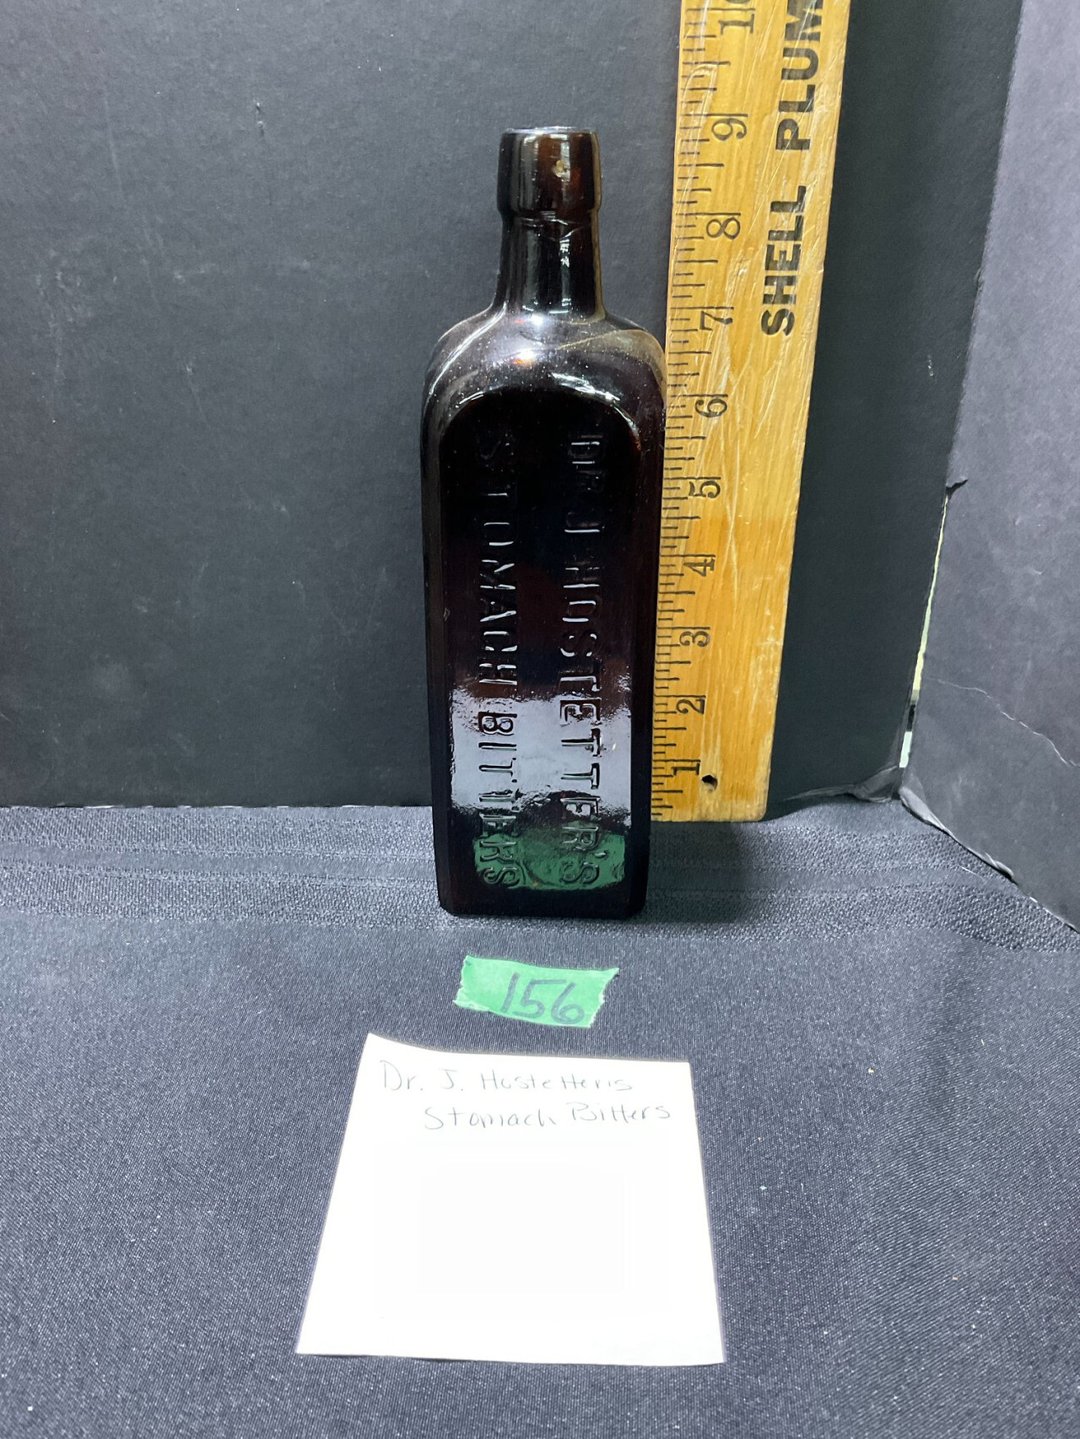 DR. J. HOSTETTER'S
STOMACH BITTERS
10
9
8
7
6
5
4
3
2
1
SHELL PLUM
156
Dr. J. Hostetter's
Stomach Bitters